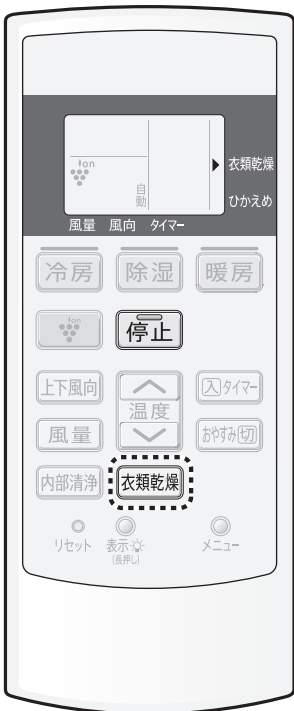 Ion
衣類乾燥
自動
ひかえめ
風量 風向 タイマー
冷房 除湿 暖房
Ion 停止
上下風向 温度 入タイマー
風量 おやすみ切
内部清浄 衣類乾燥
リセット 表示 メニュー
(長押し)